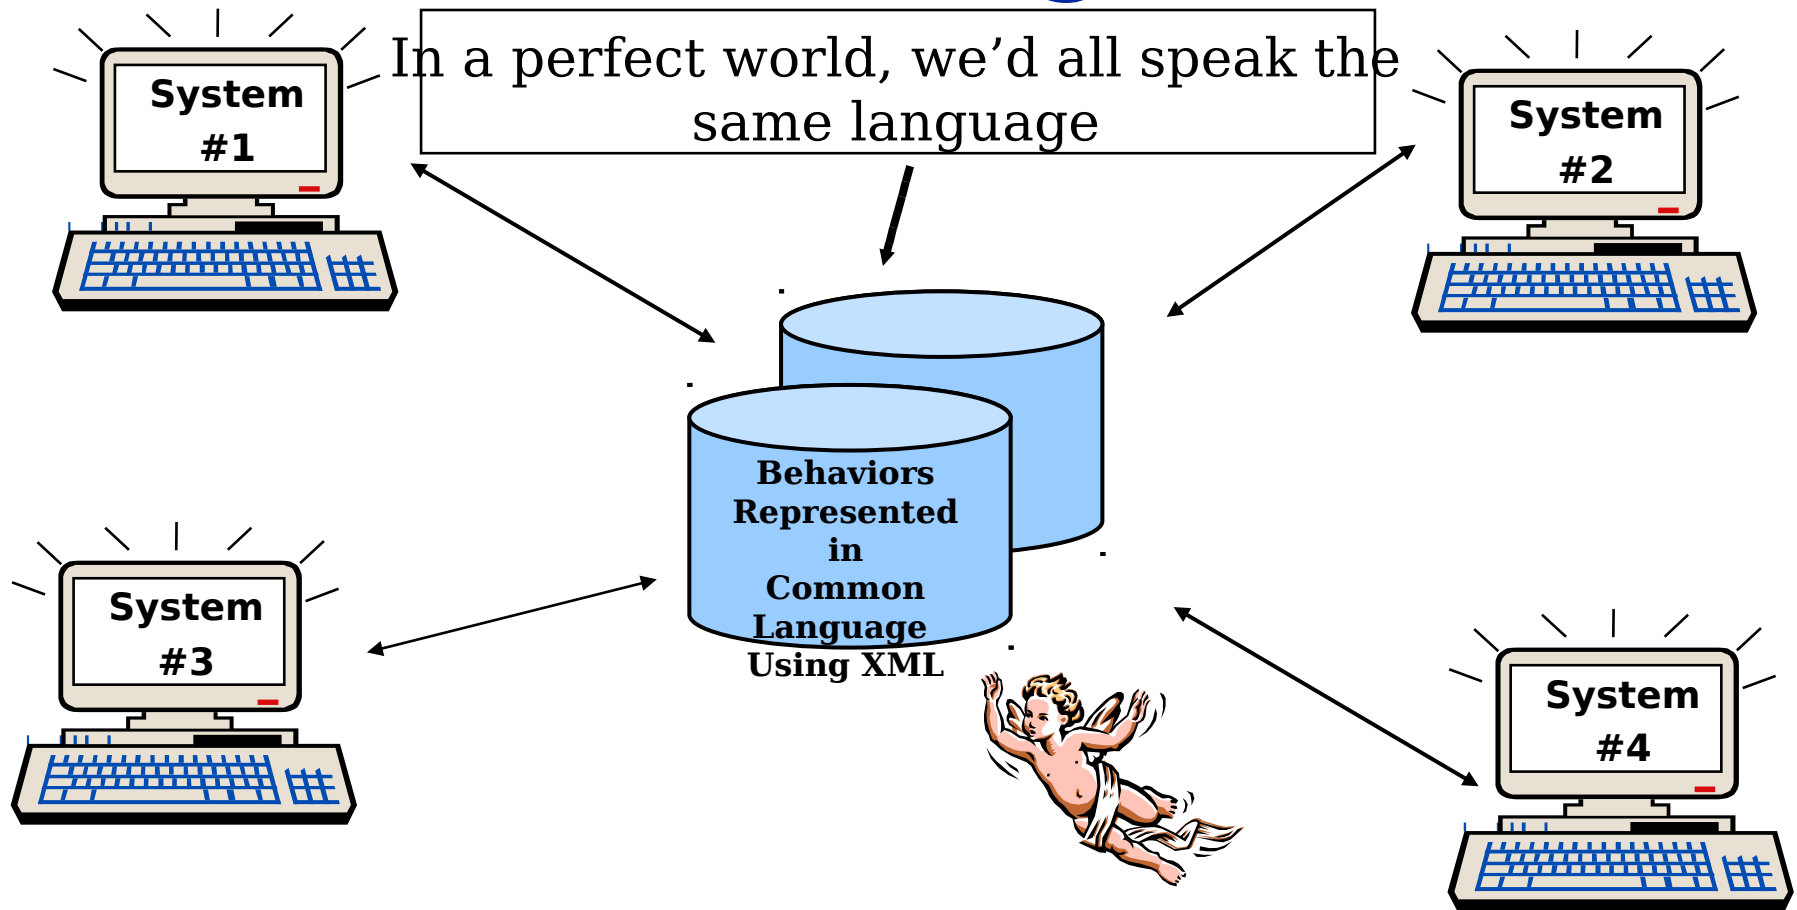 In a perfect world, we’d all speak the
same language
System
#1
System
#2
Behaviors
Represented
in
Common
Language
Using XML
System
#3
System
#4